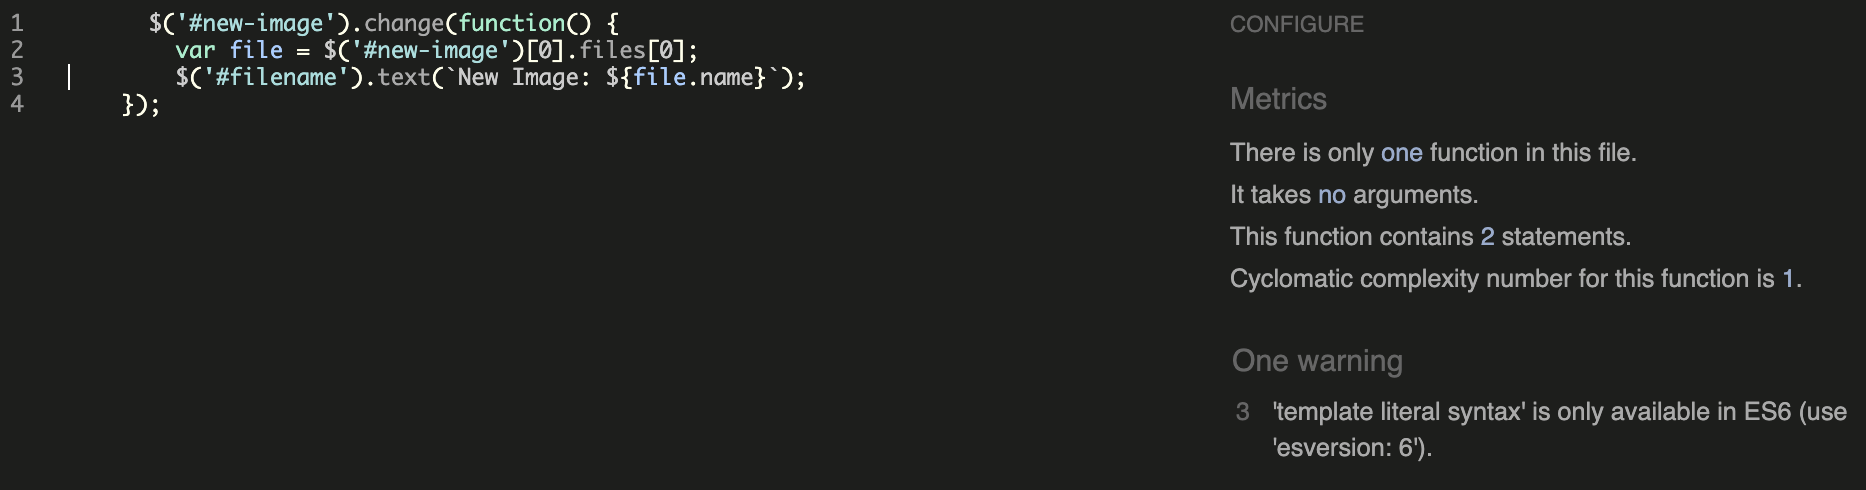 1 $('#new-image').change(function() {
2 var file = $('#new-image')[0].files[0];
3 $('#filename').text(`New Image: ${file.name}`);
4 });
CONFIGURE
Metrics
There is only one function in this file.
It takes no arguments.
This function contains 2 statements.
Cyclomatic complexity number for this function is 1.
One warning
3 'template literal syntax' is only available in ES6 (use
'esversion: 6').